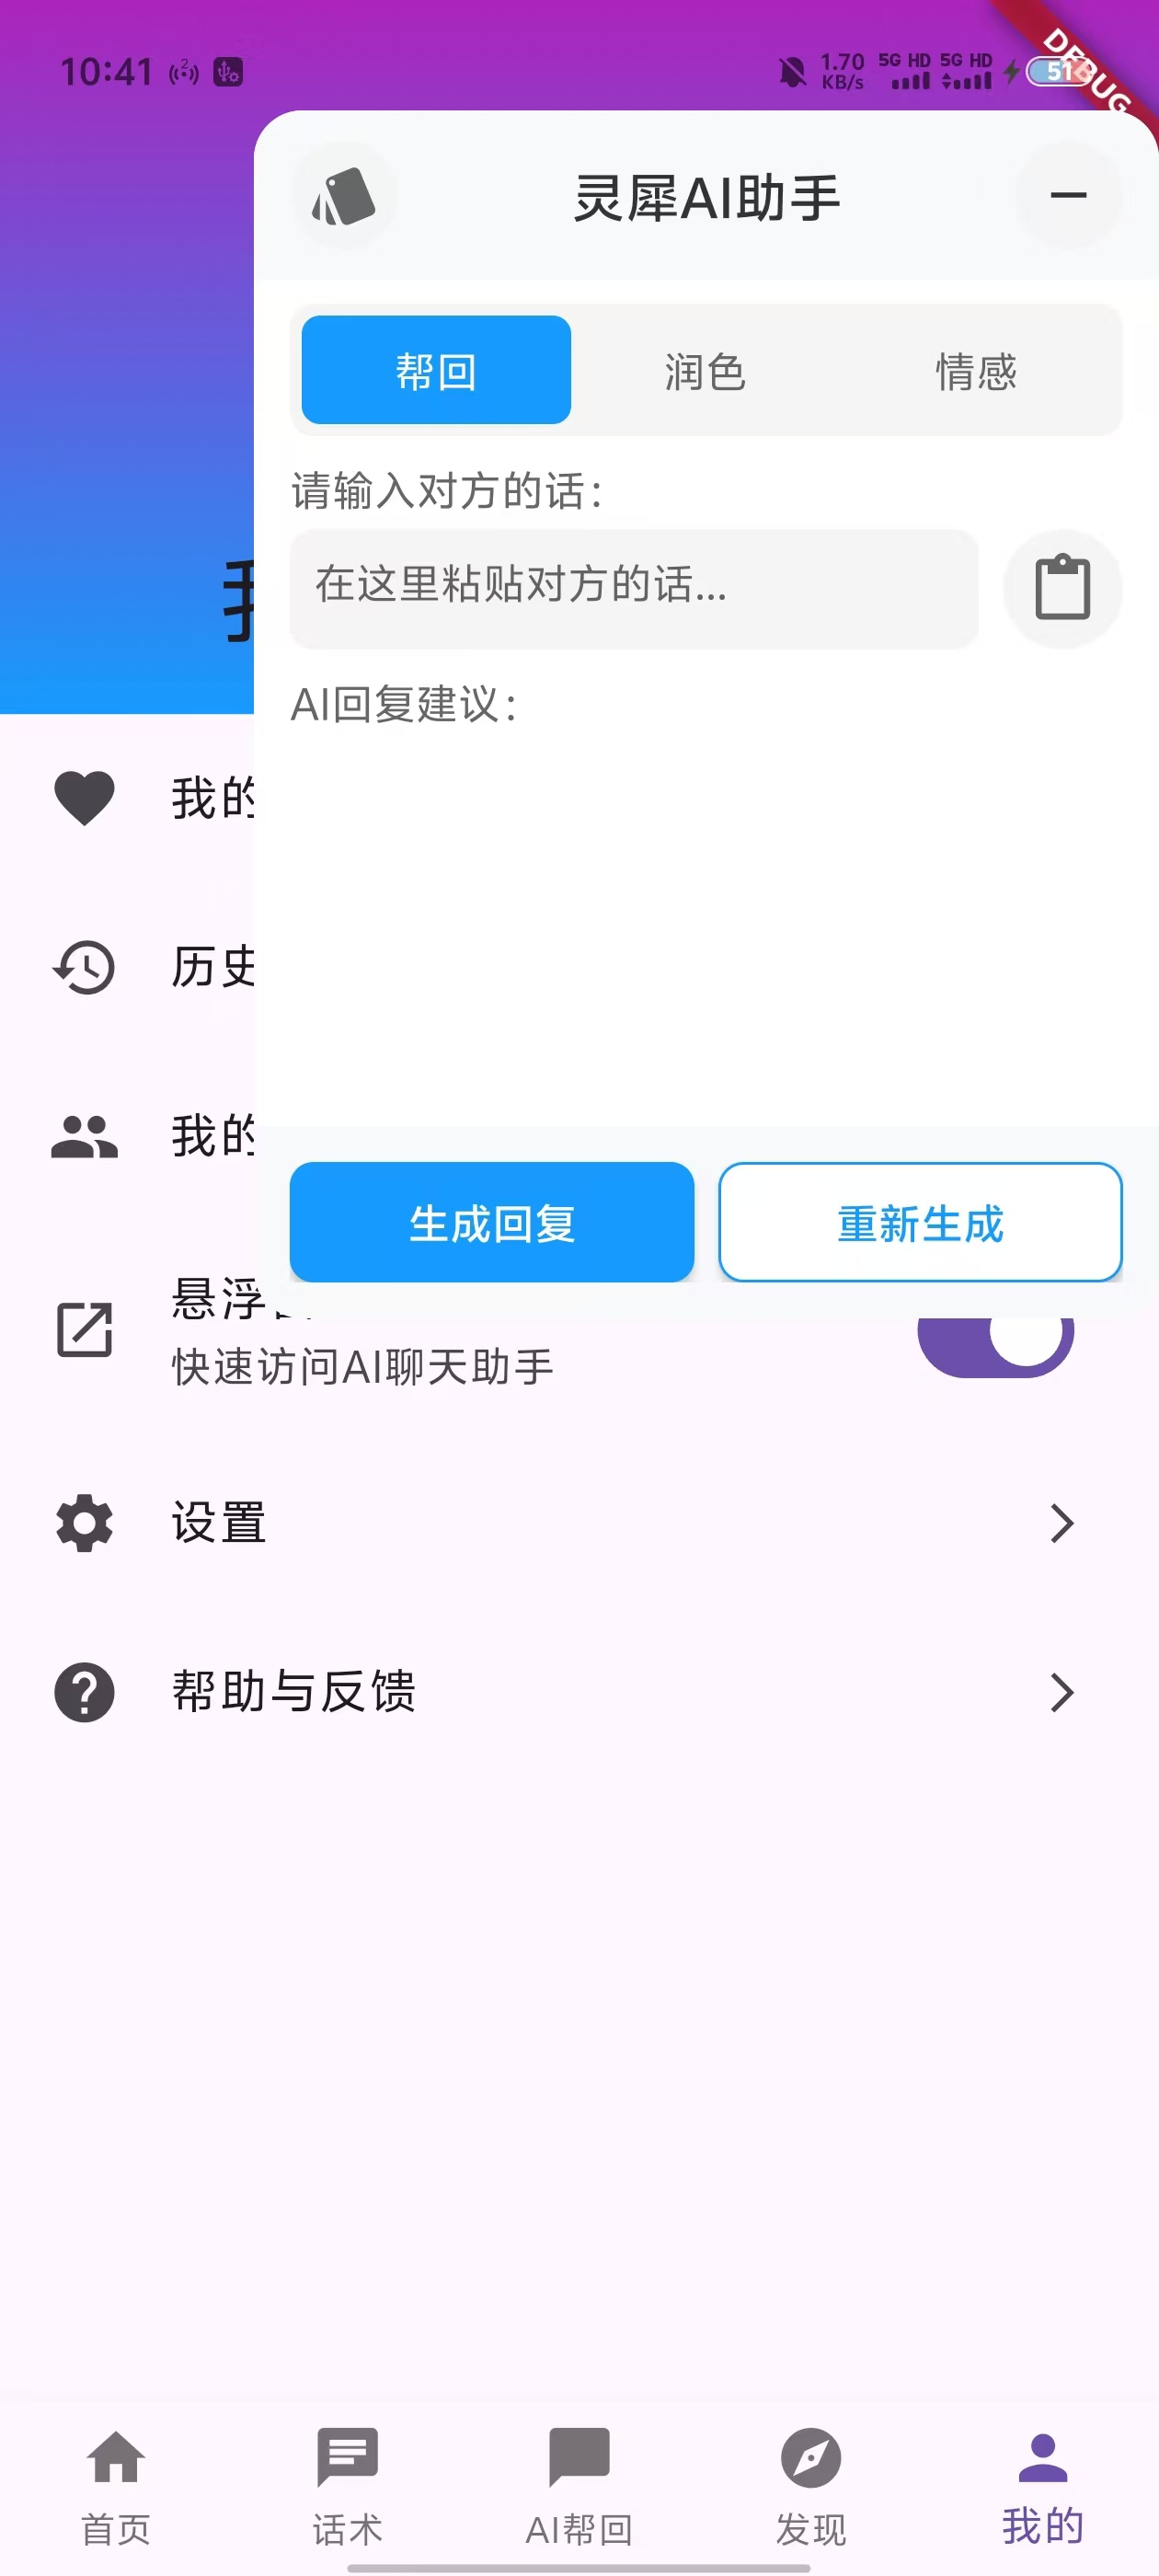 10:41
2
1.70 KB/s 5G HD 5G HD 51
DEBUG
灵犀AI助手
帮回 润色 情感
请输入对方的话：
在这里粘贴对方的话...
AI回复建议：
我的
历史
我的
生成回复 重新生成
悬浮
快速访问AI聊天助手
设置
帮助与反馈
首页 话术 AI帮回 发现 我的